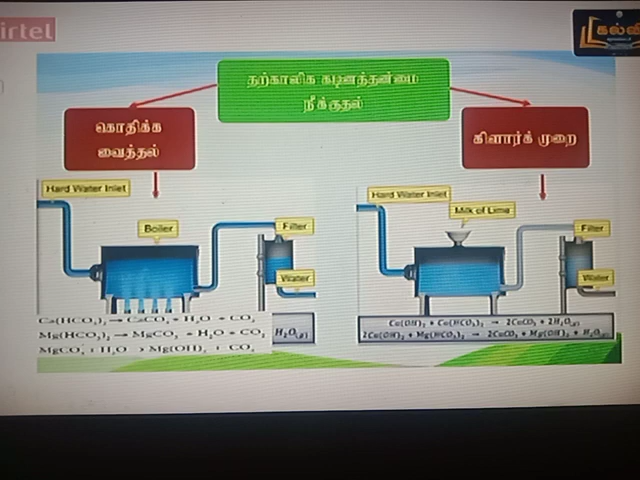 irtel
கல்வி
தற்காலிக கடினத்தன்மை
நீக்குதல்
கொதிக்க
வைத்தல்
கிளார்க் முறை
Hard Water Inlet
Boiler
Filter
Water
Hard Water Inlet
Milk of Lime
Filter
Water
Ca(HCO₃)₂ → CaCO₃ + H₂O + CO₂
Mg(HCO₃)₂ → MgCO₃ + H₂O + CO₂
MgCO₃ + H₂O → Mg(OH)₂ + CO₂
H₂O(l)
Ca(OH)₂ + Ca(HCO₃)₂ → 2CaCO₃ + 2H₂O(l)
2Ca(OH)₂ + Mg(HCO₃)₂ → 2CaCO₃ + Mg(OH)₂ + H₂O(l)